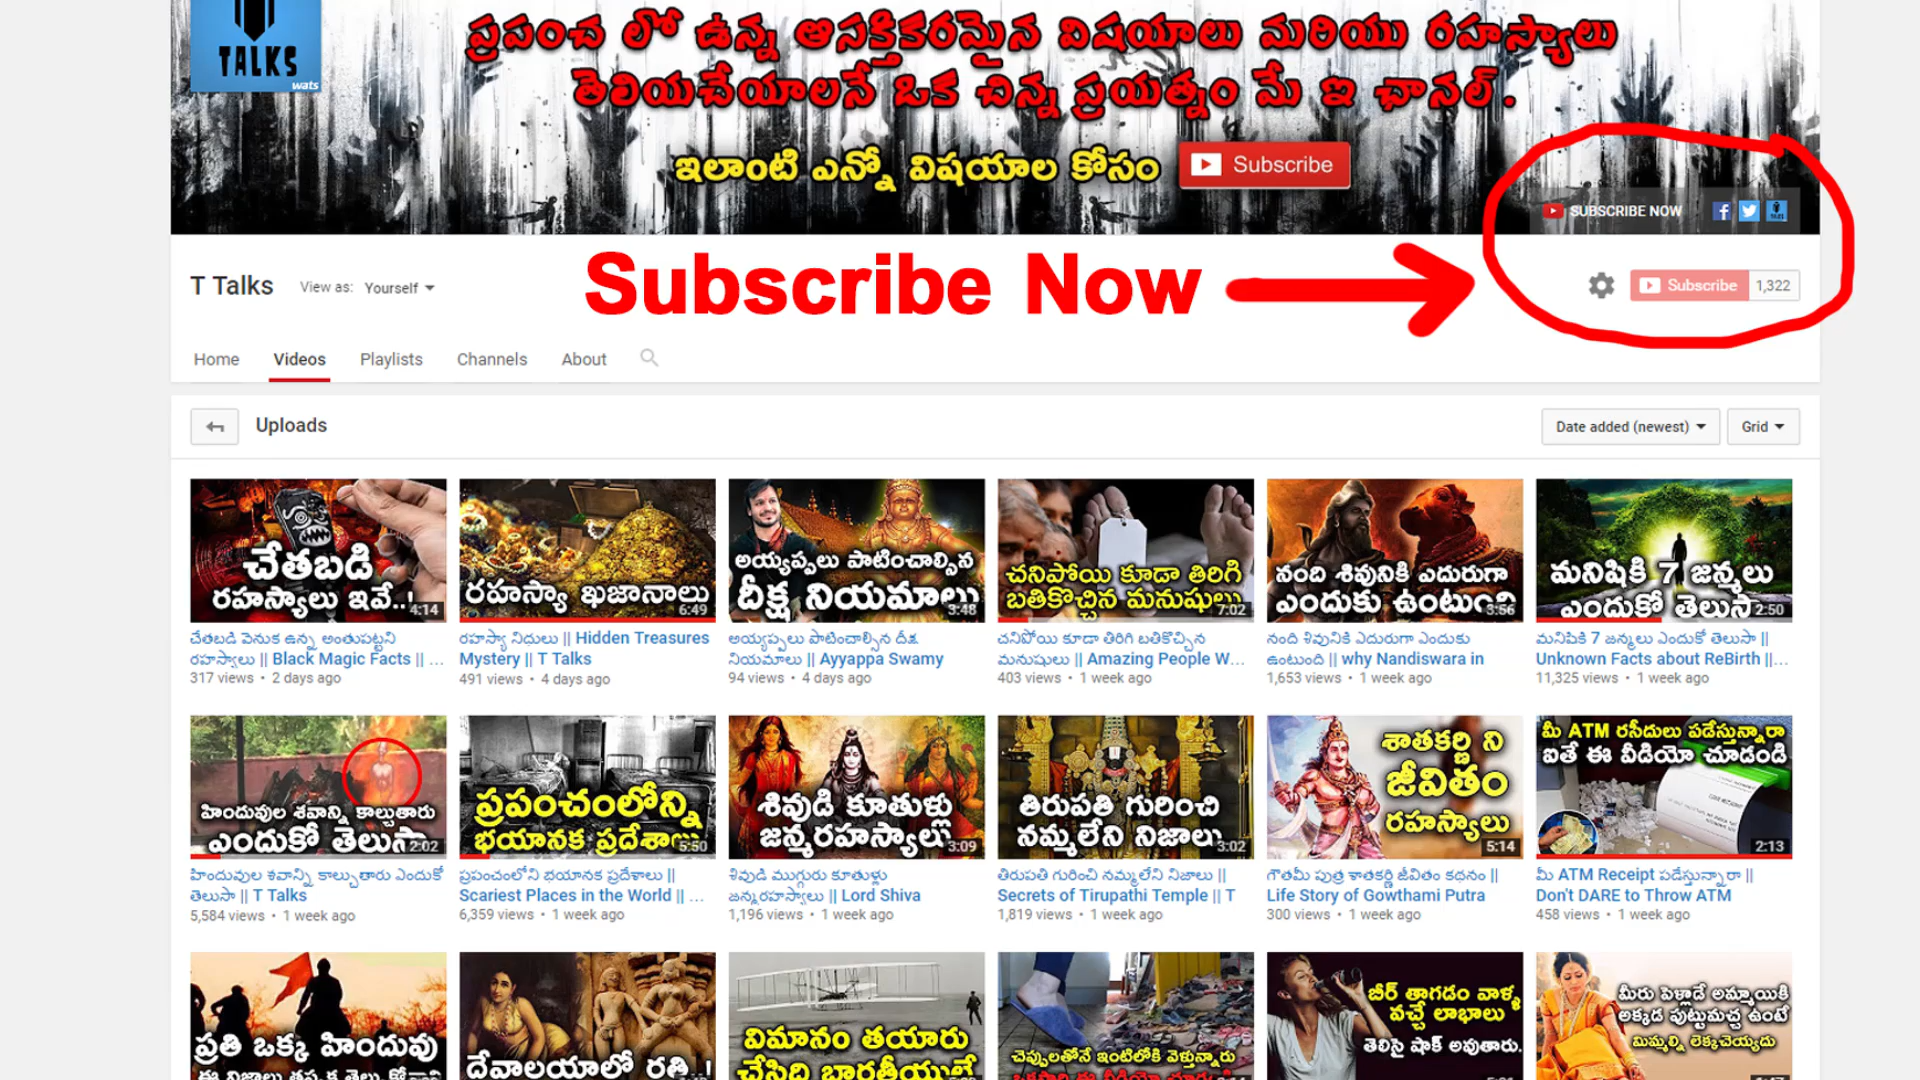 TALKS
wats
ప్రపంచ లో ఉన్న ఆసక్తికరమైన విషయాలు మరియు రహస్యాలు
తెలియచేయాలనే ఓక చిన్న ప్రయత్నం మే ఇ ఛానల్.
ఇలాంటి ఎన్నో విషయాల కోసం Subscribe
SUBSCRIBE NOW
T Talks View as: Yourself
Subscribe Now
Subscribe 1,322
Home Videos Playlists Channels About
Uploads
Date added (newest) Grid
చేతబడి
రహస్యాలు ఇవే..!
4:14
రహస్యా ఖజానాలు
6:49
అయ్యప్పలు పాటించాల్సిన
దీక్ష నియమాలు
3:48
చనిపోయి కూడా తిరిగి
బతికొచ్చిన మనుషులు
7:02
నంది శివునికి ఎదురుగా
ఎందుకు ఉంటుంది
3:56
మనిషికి 7 జన్మలు
ఎందుకో తెలుసా
2:50
చేతబడి వెనుక ఉన్న అంతుపట్టని
రహస్యాలు || Black Magic Facts || ...
317 views • 2 days ago
రహస్యా నిధులు || Hidden Treasures
Mystery || T Talks
491 views • 4 days ago
అయ్యప్పలు పాటించాల్సిన దీక్ష
నియమాలు || Ayyappa Swamy
94 views • 4 days ago
చనిపోయి కూడా తిరిగి బతికొచ్చిన
మనుషులు || Amazing People W...
403 views • 1 week ago
నంది శివునికి ఎదురుగా ఎందుకు
ఉంటుంది || why Nandiswara in
1,653 views • 1 week ago
మనిషికి 7 జన్మలు ఎందుకో తెలుసా ||
Unknown Facts about ReBirth ||...
11,325 views • 1 week ago
హిందువుల శవాన్ని కాల్చుతారు
ఎందుకో తెలుసా
2:02
ప్రపంచంలోన్ని
భయానక ప్రదేశాలు
5:50
శివుడి కూతుళ్లు
జన్మరహస్యాలు
3:09
తిరుపతి గురించి
నమ్మలేని నిజాలు
3:02
శాతకర్ణి ని
జీవితం
రహస్యాలు
5:14
మీ ATM రసీదులు పడేస్తున్నారా
ఐతే ఈ వీడియో చూడండి
2:13
హిందువుల శవాన్ని కాల్చుతారు ఎందుకో
తెలుసా || T Talks
5,584 views • 1 week ago
ప్రపంచంలోని భయానక ప్రదేశాలు ||
Scariest Places in the World || ...
6,359 views • 1 week ago
శివుడి ముగ్గురు కూతుళ్లు
జన్మరహస్యాలు || Lord Shiva
1,196 views • 1 week ago
తిరుపతి గురించి నమ్మలేని నిజాలు ||
Secrets of Tirupathi Temple || T
1,819 views • 1 week ago
గౌతమీ పుత్ర శాతకర్ణి జీవితం కథనం ||
Life Story of Gowthami Putra
300 views • 1 week ago
మీ ATM Receipt పడేస్తున్నారా ||
Don't DARE to Throw ATM
458 views • 1 week ago
ప్రతి ఒక్క హిందువు
దేవాలయాలో రతి..!
విమానం తయారు
చేసింది భారతీయులే
చెప్పులతోనే ఇంటిలోకి వెళ్తున్నారు
బీర్ తాగడం వాళ్ళ
వచ్చే లాభాలు
తెలిసై షాక్ అవుతారు.
మీరు పెళ్లాడే అమ్మాయికి
అక్కడ పుట్టుమచ్చ ఉంటే
మిమ్మల్ని లెక్కచెయ్యదు